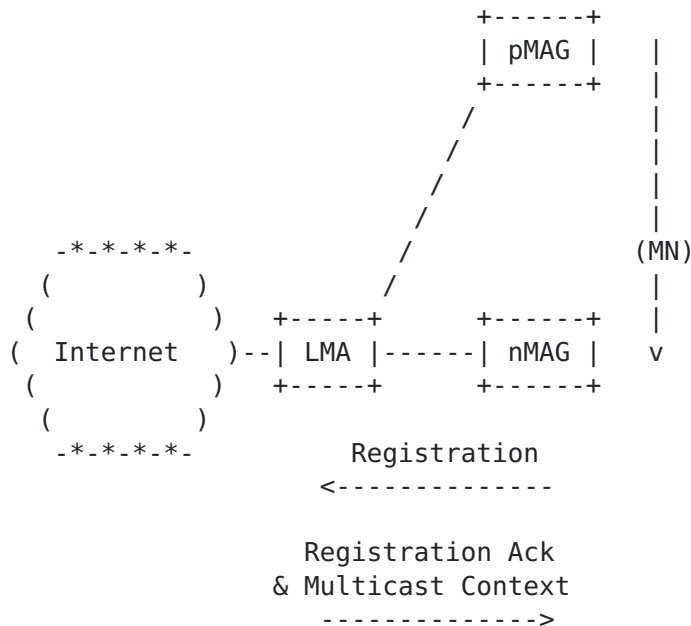 pMAG
(MN)
Internet
LMA
nMAG
v
Registration
Registration Ack
& Multicast Context